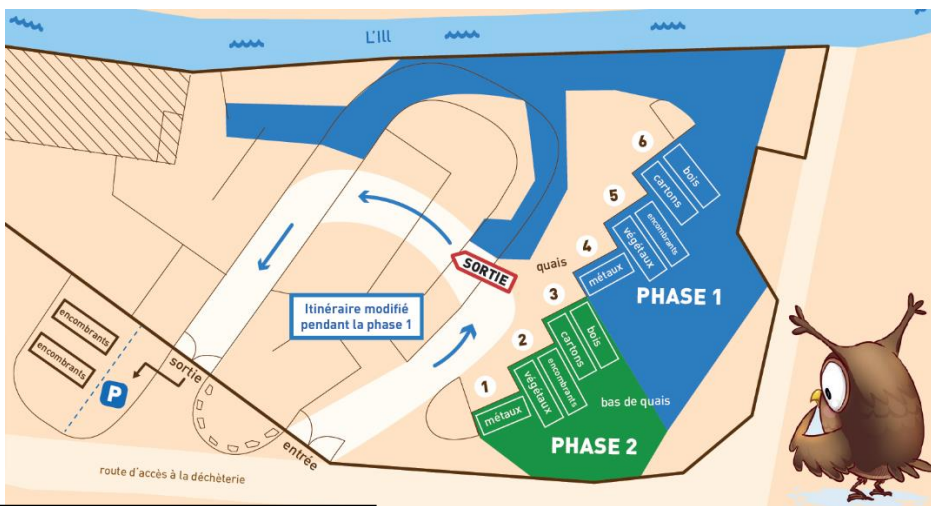 L'Ill
6
bois
cartons
5
encombrants
végétaux
4
métaux
quais
PHASE 1
SORTIE
Itinéraire modifié
pendant la phase 1
3
bois
cartons
2
encombrants
végétaux
1
métaux
bas de quais
PHASE 2
encombrants
encombrants
P
sortie
entrée
route d'accès à la déchèterie